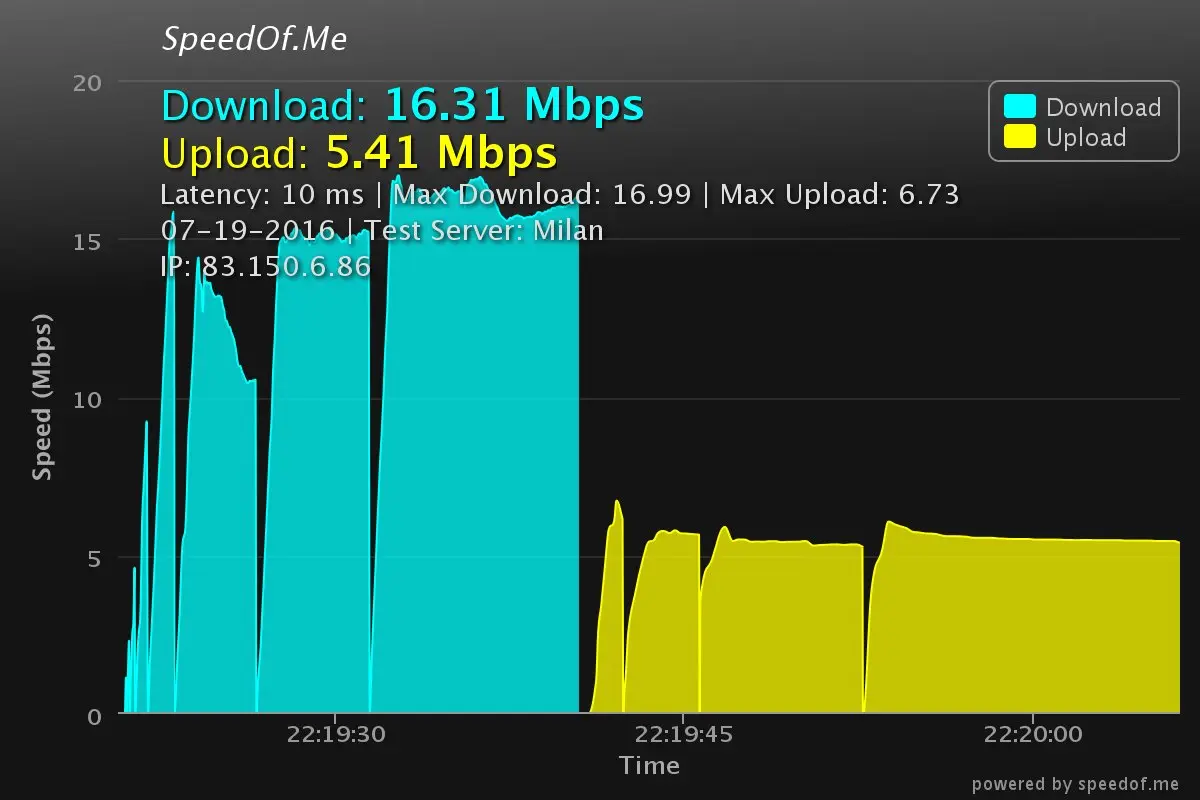 SpeedOf.Me
20
Download: 16.31 Mbps
Upload: 5.41 Mbps
Download
Upload
Latency: 10 ms | Max Download: 16.99 | Max Upload: 6.73
07-19-2016 | Test Server: Milan
15
IP: 83.150.6.86
Speed (Mbps)
10
5
0
22:19:30 22:19:45 22:20:00
Time
powered by speedof.me